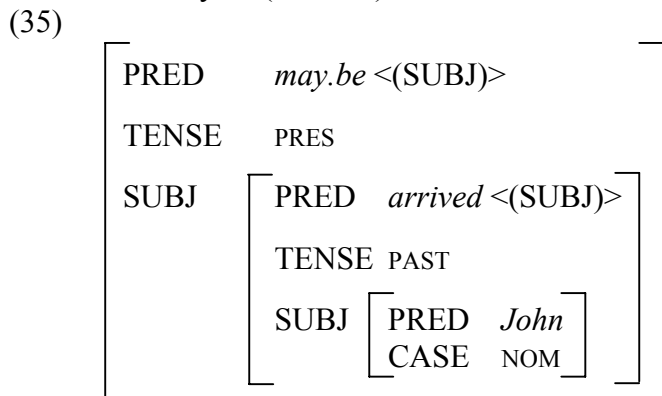 (35)
PRED may.be <(SUBJ)>
TENSE PRES
SUBJ PRED arrived <(SUBJ)>
TENSE PAST
SUBJ PRED John
CASE NOM